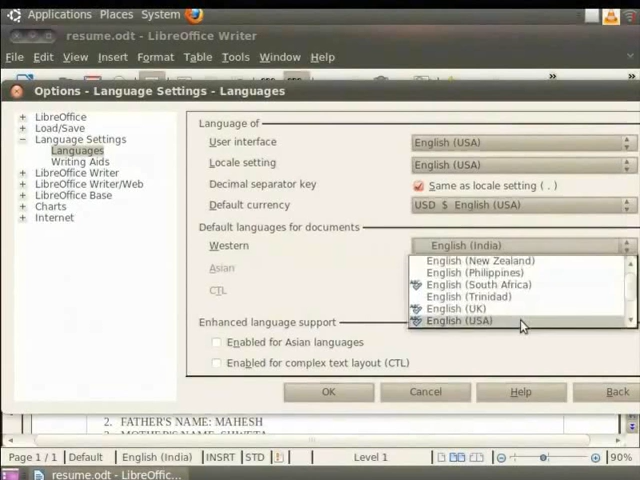 Applications Places System
resume.odt - LibreOffice Writer
File Edit View Insert Format Table Tools Window Help
Options - Language Settings - Languages
LibreOffice
Load/Save
Language Settings
Languages
Writing Aids
LibreOffice Writer
LibreOffice Writer/Web
LibreOffice Base
Charts
Internet
Language of
User interface English (USA)
Locale setting English (USA)
Decimal separator key Same as locale setting ( . )
Default currency USD $ English (USA)
Default languages for documents
Western English (India)
Asian
CTL
English (New Zealand)
English (Philippines)
English (South Africa)
English (Trinidad)
English (UK)
English (USA)
Enhanced language support
Enabled for Asian languages
Enabled for complex text layout (CTL)
OK Cancel Help Back
2. FATHER'S NAME: MAHESH
Page 1 / 1 Default English (India) INSRT STD Level 1 90%
resume.odt - LibreOffic...